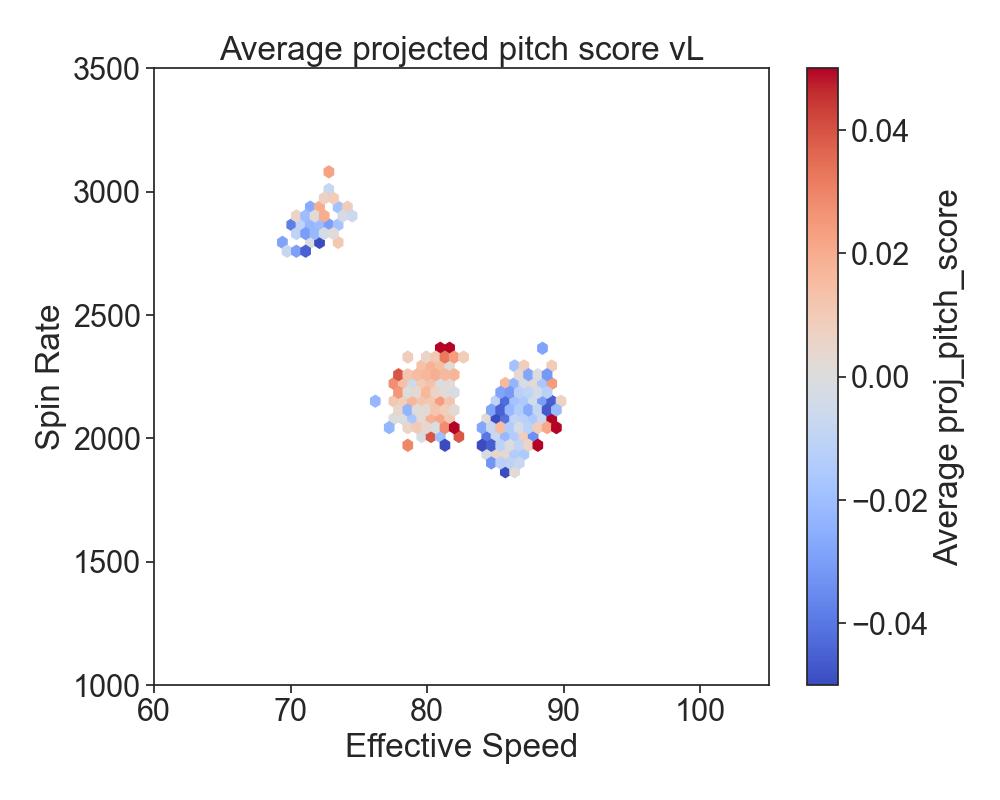 Average projected pitch score vL
3500
3000
2500
2000
1500
1000
Spin Rate
60 70 80 90 100
Effective Speed
0.04
0.02
0.00
−0.02
−0.04
Average proj_pitch_score